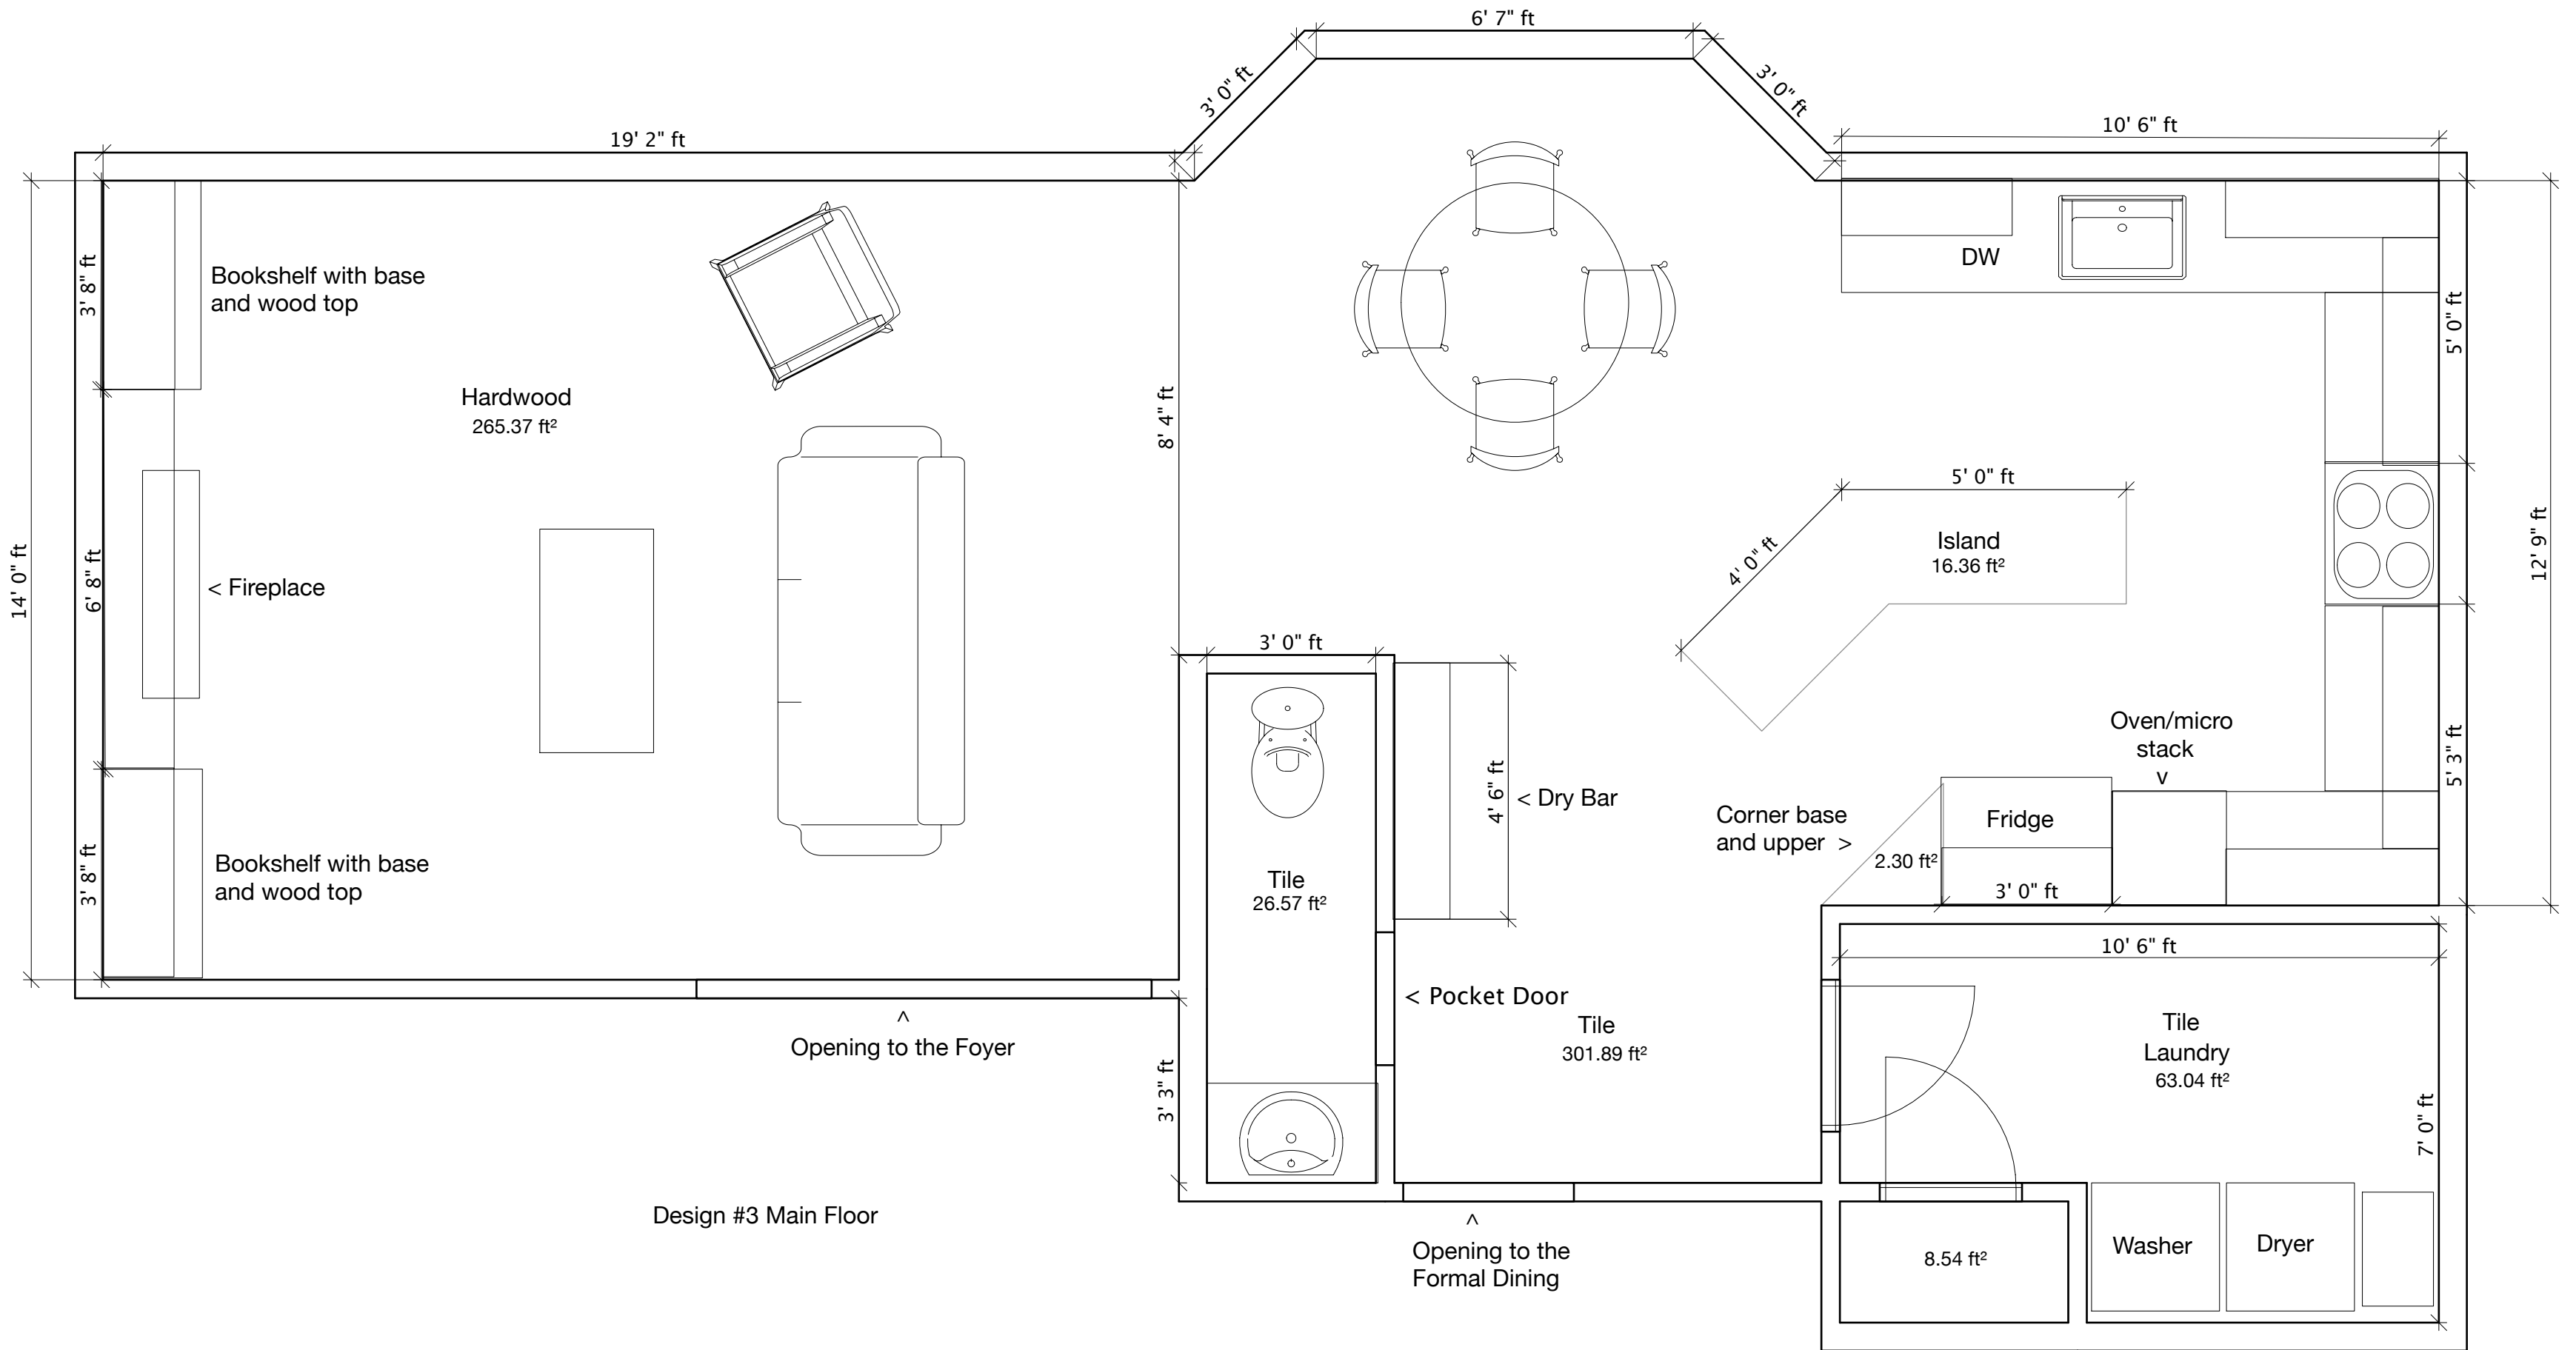 6' 7" ft
3' 0" ft
3' 0" ft
19' 2" ft
10' 6" ft
3' 8" ft
Bookshelf with base
and wood top
DW
5' 0" ft
Hardwood
265.37 ft²
8' 4" ft
5' 0" ft
Island
16.36 ft²
4' 0" ft
14' 0" ft
6' 8" ft
< Fireplace
12' 9" ft
3' 0" ft
Oven/micro
stack
v
5' 3" ft
4' 6" ft
< Dry Bar
Corner base
and upper >
Fridge
2.30 ft²
3' 0" ft
3' 8" ft
Bookshelf with base
and wood top
Tile
26.57 ft²
10' 6" ft
< Pocket Door
Tile
301.89 ft²
Tile
Laundry
63.04 ft²
^
Opening to the Foyer
3' 3" ft
7' 0" ft
Design #3 Main Floor
^
Opening to the
Formal Dining
8.54 ft²
Washer
Dryer